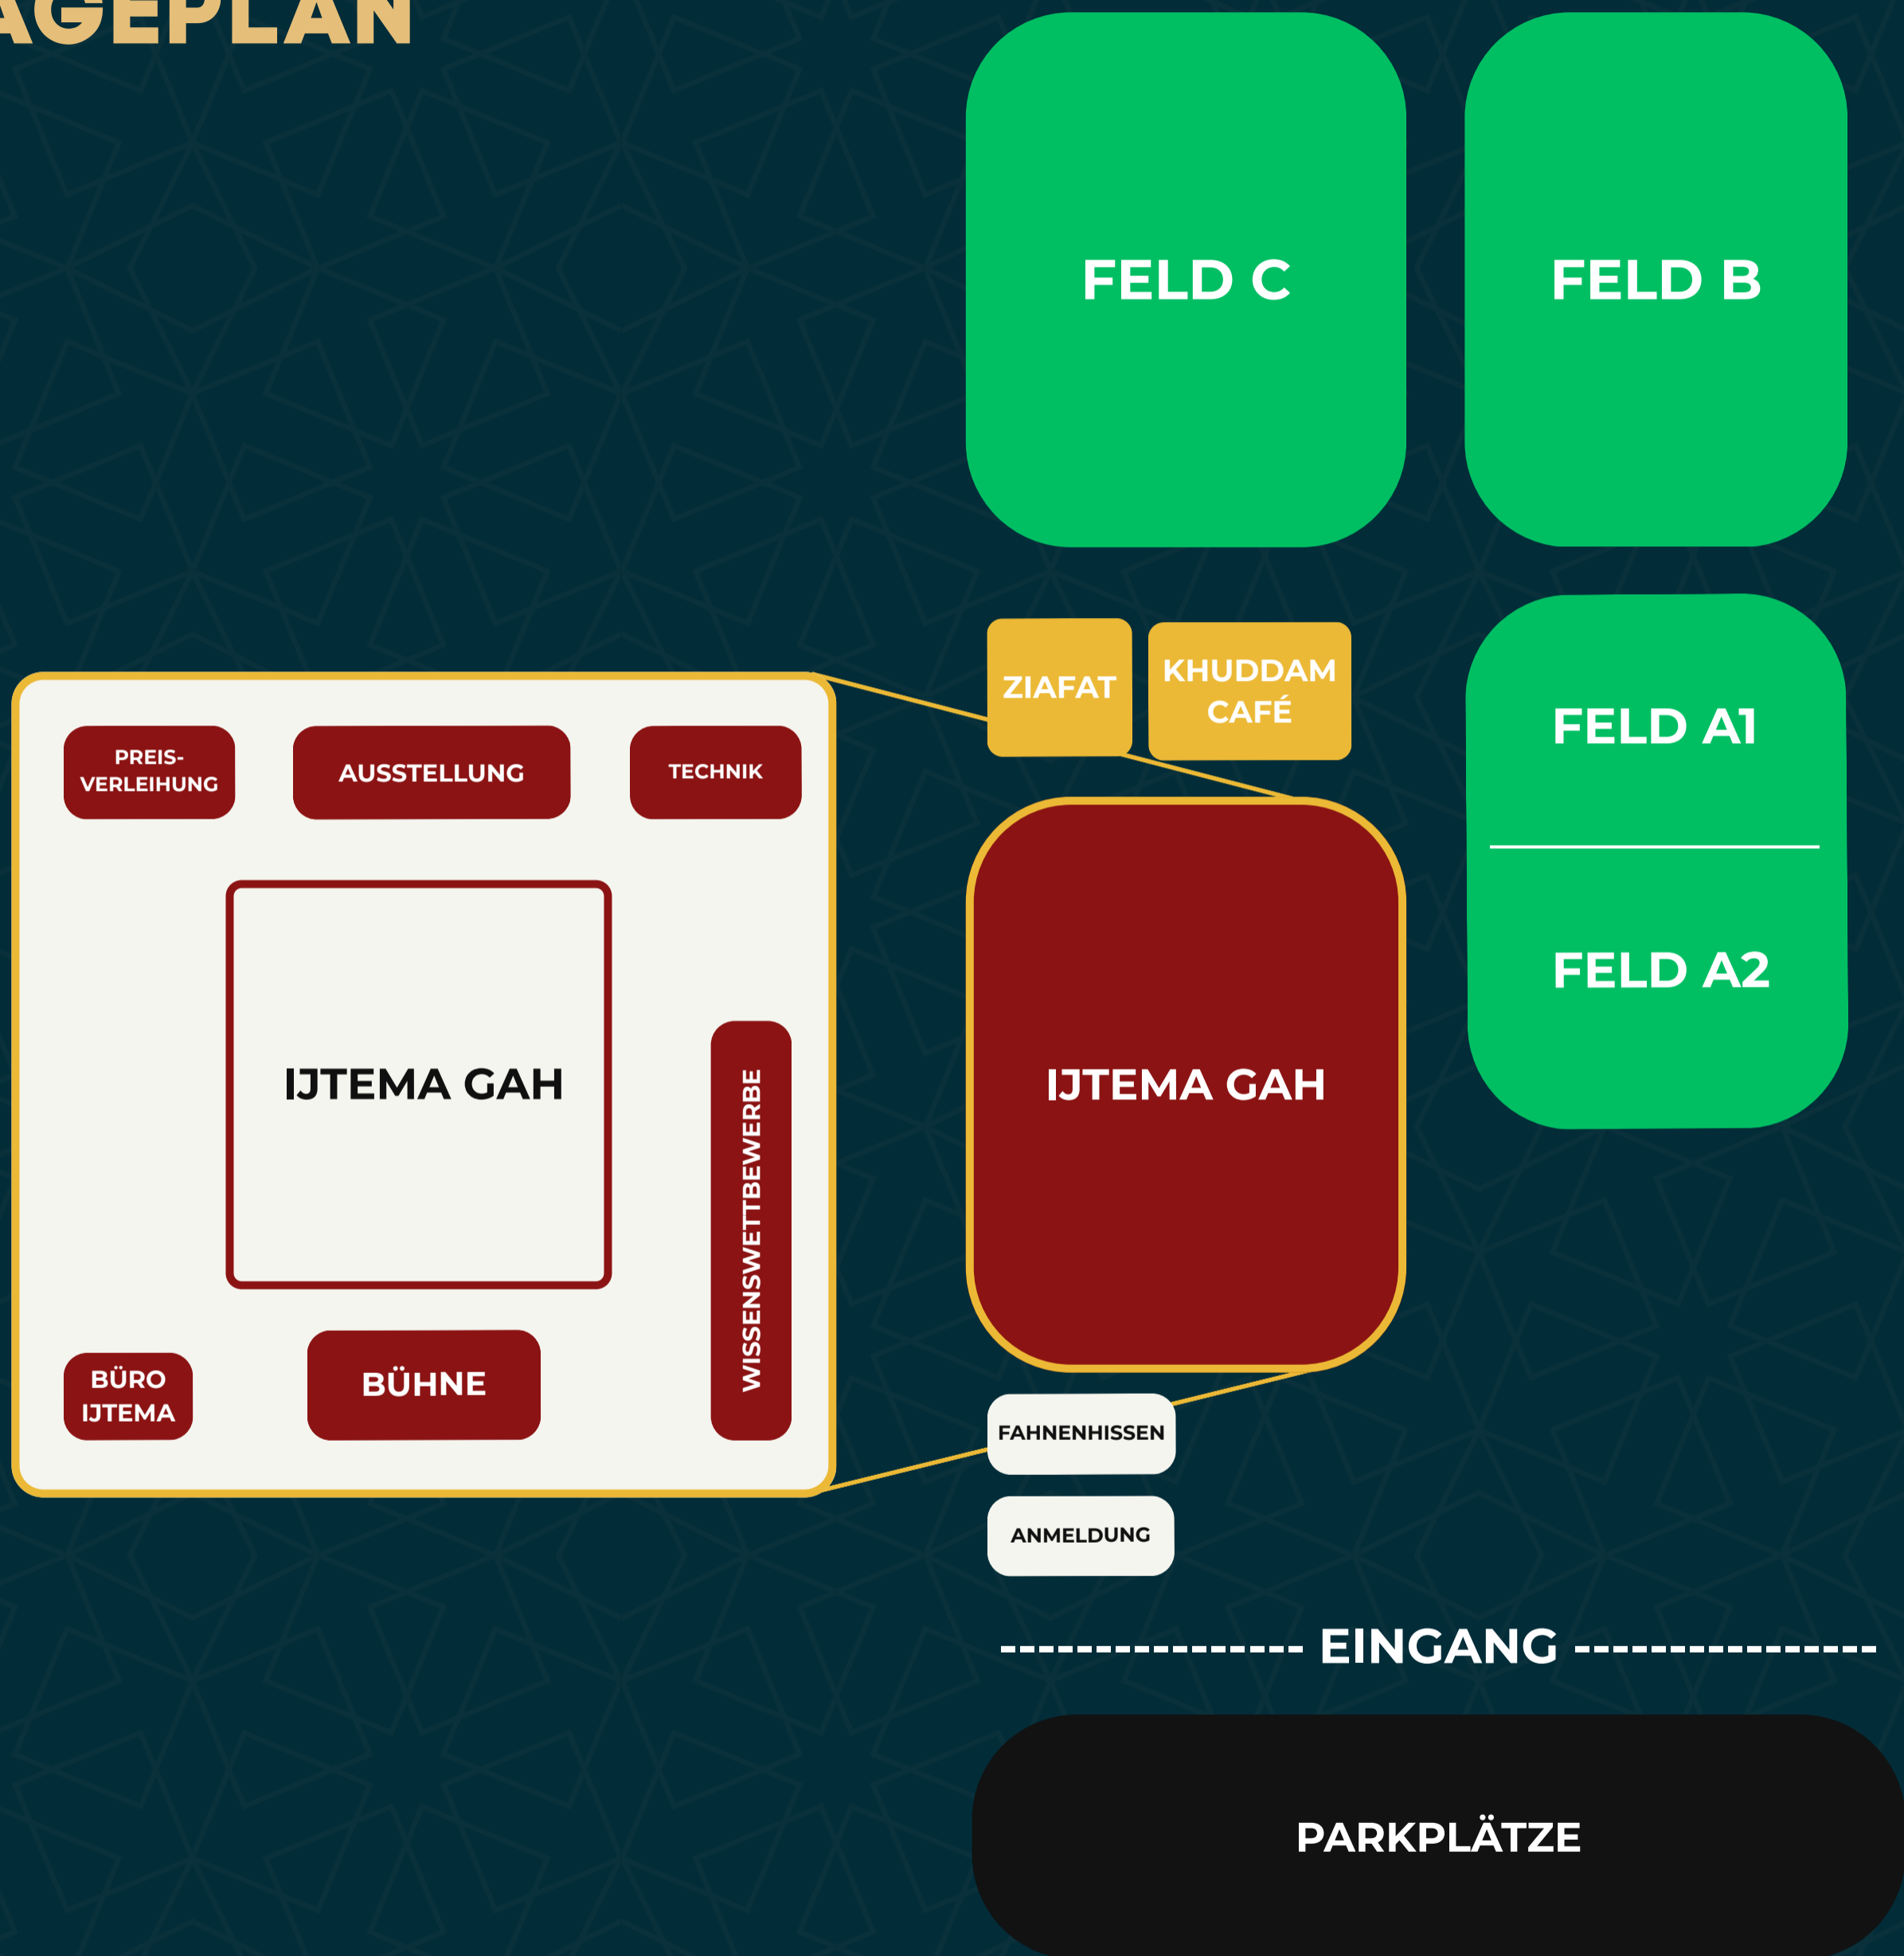 AGEPLAN
FELD C
FELD B
ZIAFAT
KHUDDAM
CAFÉ
FELD A1
FELD A2
PREIS-
VERLEIHUNG
AUSSTELLUNG
TECHNIK
IJTEMA GAH
WISSENSWETTBEWERBE
BÜRO
IJTEMA
BÜHNE
IJTEMA GAH
FAHNENHISSEN
ANMELDUNG
EINGANG
PARKPLÄTZE